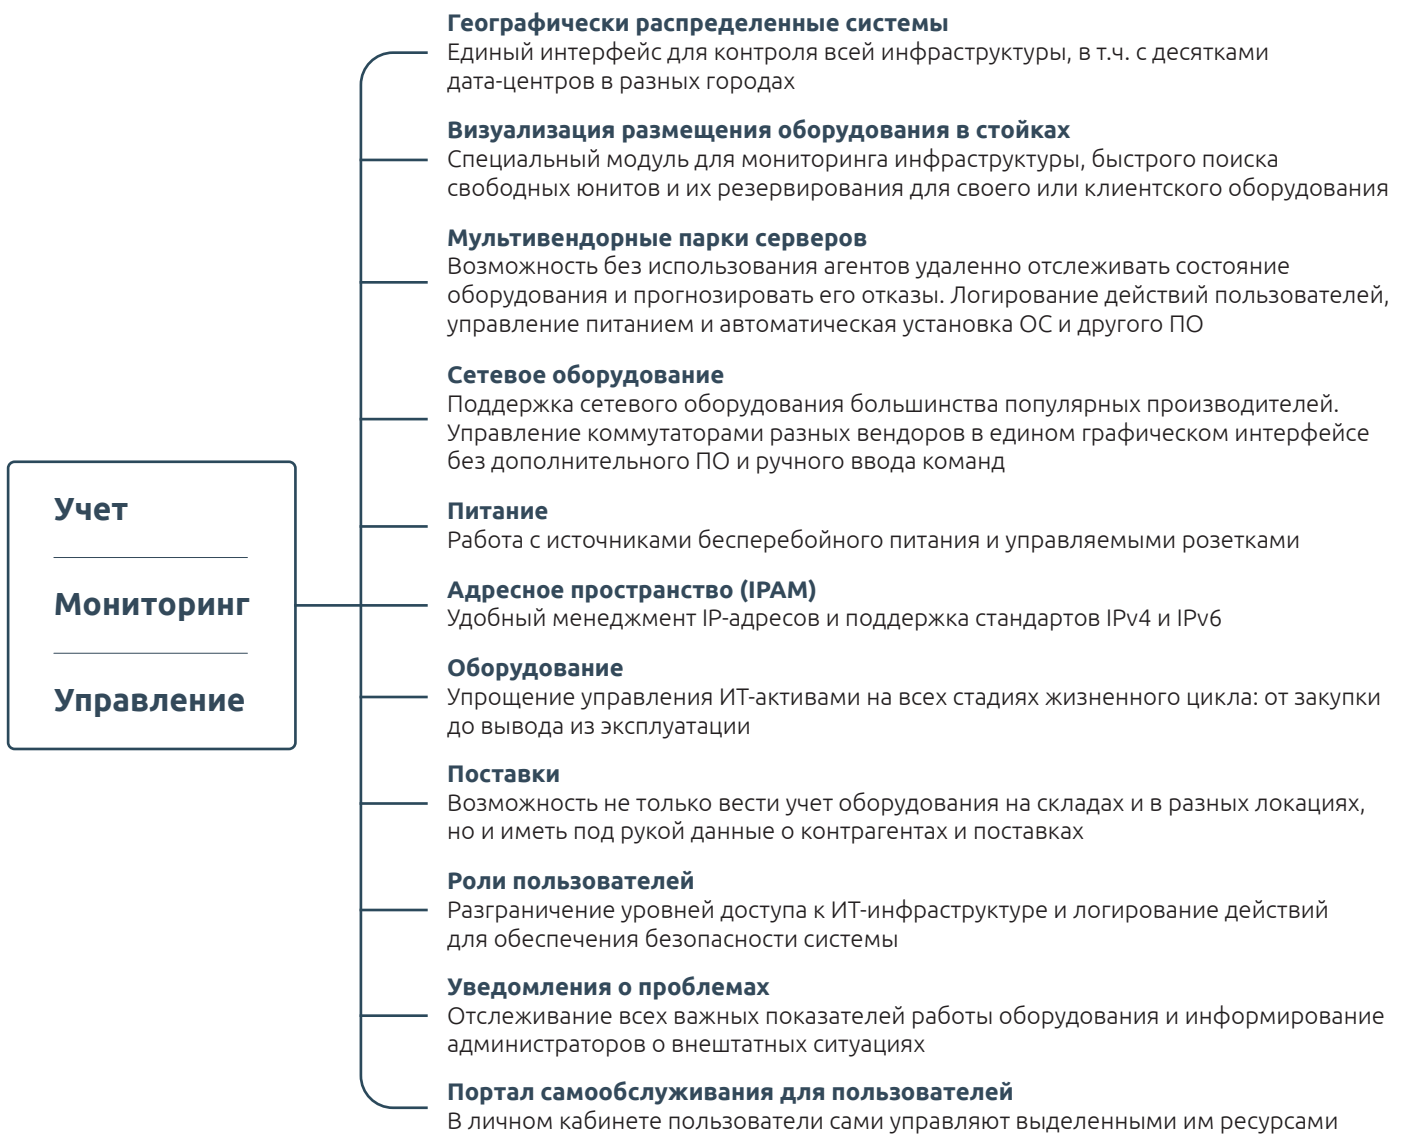 Географически распределенные системы
Единый интерфейс для контроля всей инфраструктуры, в т.ч. с десятками
дата-центров в разных городах
Визуализация размещения оборудования в стойках
Специальный модуль для мониторинга инфраструктуры, быстрого поиска
свободных юнитов и их резервирования для своего или клиентского оборудования
Мультивендорные парки серверов
Возможность без использования агентов удаленно отслеживать состояние
оборудования и прогнозировать его отказы. Логирование действий пользователей,
управление питанием и автоматическая установка ОС и другого ПО
Сетевое оборудование
Поддержка сетевого оборудования большинства популярных производителей.
Управление коммутаторами разных вендоров в едином графическом интерфейсе
без дополнительного ПО и ручного ввода команд
Учет
Мониторинг
Управление
Питание
Работа с источниками бесперебойного питания и управляемыми розетками
Адресное пространство (IPAM)
Удобный менеджмент IP-адресов и поддержка стандартов IPv4 и IPv6
Оборудование
Упрощение управления ИТ-активами на всех стадиях жизненного цикла: от закупки
до вывода из эксплуатации
Поставки
Возможность не только вести учет оборудования на складах и в разных локациях,
но и иметь под рукой данные о контрагентах и поставках
Роли пользователей
Разграничение уровней доступа к ИТ-инфраструктуре и логирование действий
для обеспечения безопасности системы
Уведомления о проблемах
Отслеживание всех важных показателей работы оборудования и информирование
администраторов о внештатных ситуациях
Портал самообслуживания для пользователей
В личном кабинете пользователи сами управляют выделенными им ресурсами